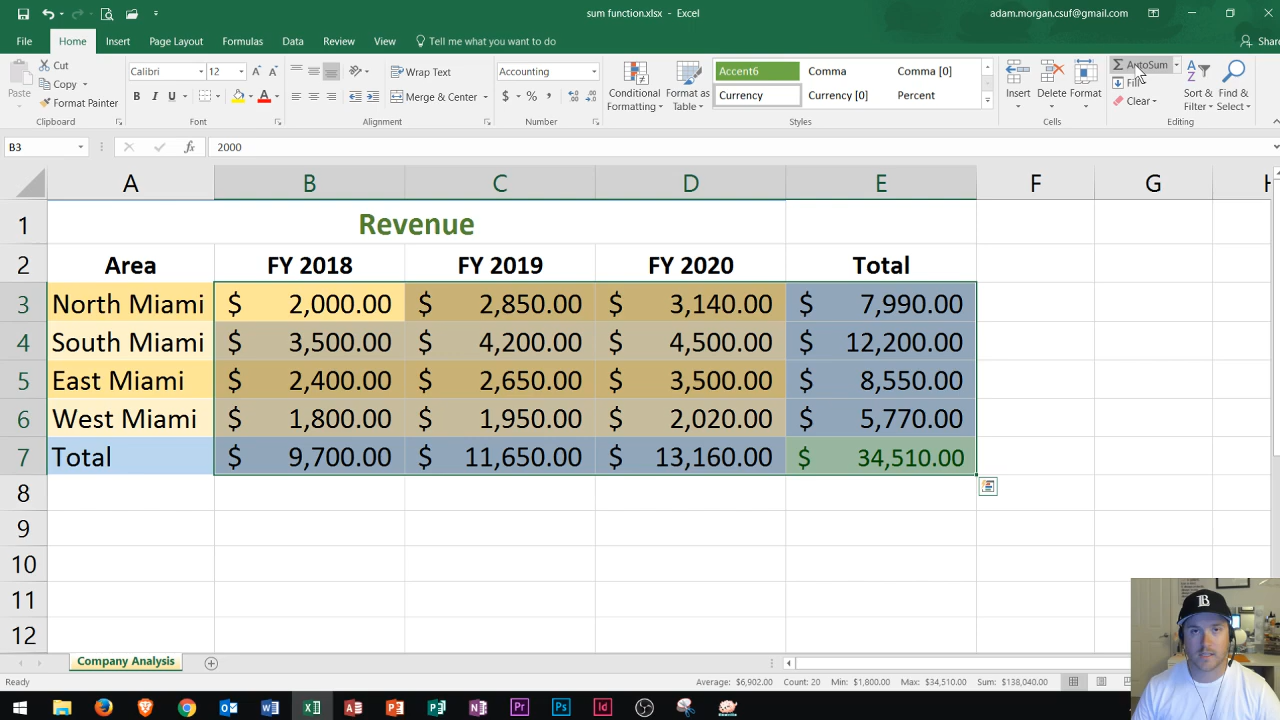 sum function.xlsx - Excel
adam.morgan.csuf@gmail.com
File Home Insert Page Layout Formulas Data Review View Tell me what you want to do Share
Paste
Cut
Copy
Format Painter
Clipboard
Calibri 12
B I U A
Font
Wrap Text
Merge & Center
Alignment
Accounting
$ % ,
Number
Conditional Formatting
Format as Table
Accent6 Comma Comma [0]
Currency Currency [0] Percent
Styles
Insert Delete Format
Cells
Σ AutoSum
Fill
Clear
Sort & Filter
Find & Select
Editing
B3 fx 2000
A B C D E F G H
1 Revenue
2 Area FY 2018 FY 2019 FY 2020 Total
3 North Miami $ 2,000.00 $ 2,850.00 $ 3,140.00 $ 7,990.00
4 South Miami $ 3,500.00 $ 4,200.00 $ 4,500.00 $ 12,200.00
5 East Miami $ 2,400.00 $ 2,650.00 $ 3,500.00 $ 8,550.00
6 West Miami $ 1,800.00 $ 1,950.00 $ 2,020.00 $ 5,770.00
7 Total $ 9,700.00 $ 11,650.00 $ 13,160.00 $ 34,510.00
8
9
10
11
12
Company Analysis
Ready Average: $6,902.00 Count: 20 Min: $1,800.00 Max: $34,510.00 Sum: $138,040.00
Pr Ps Id
B